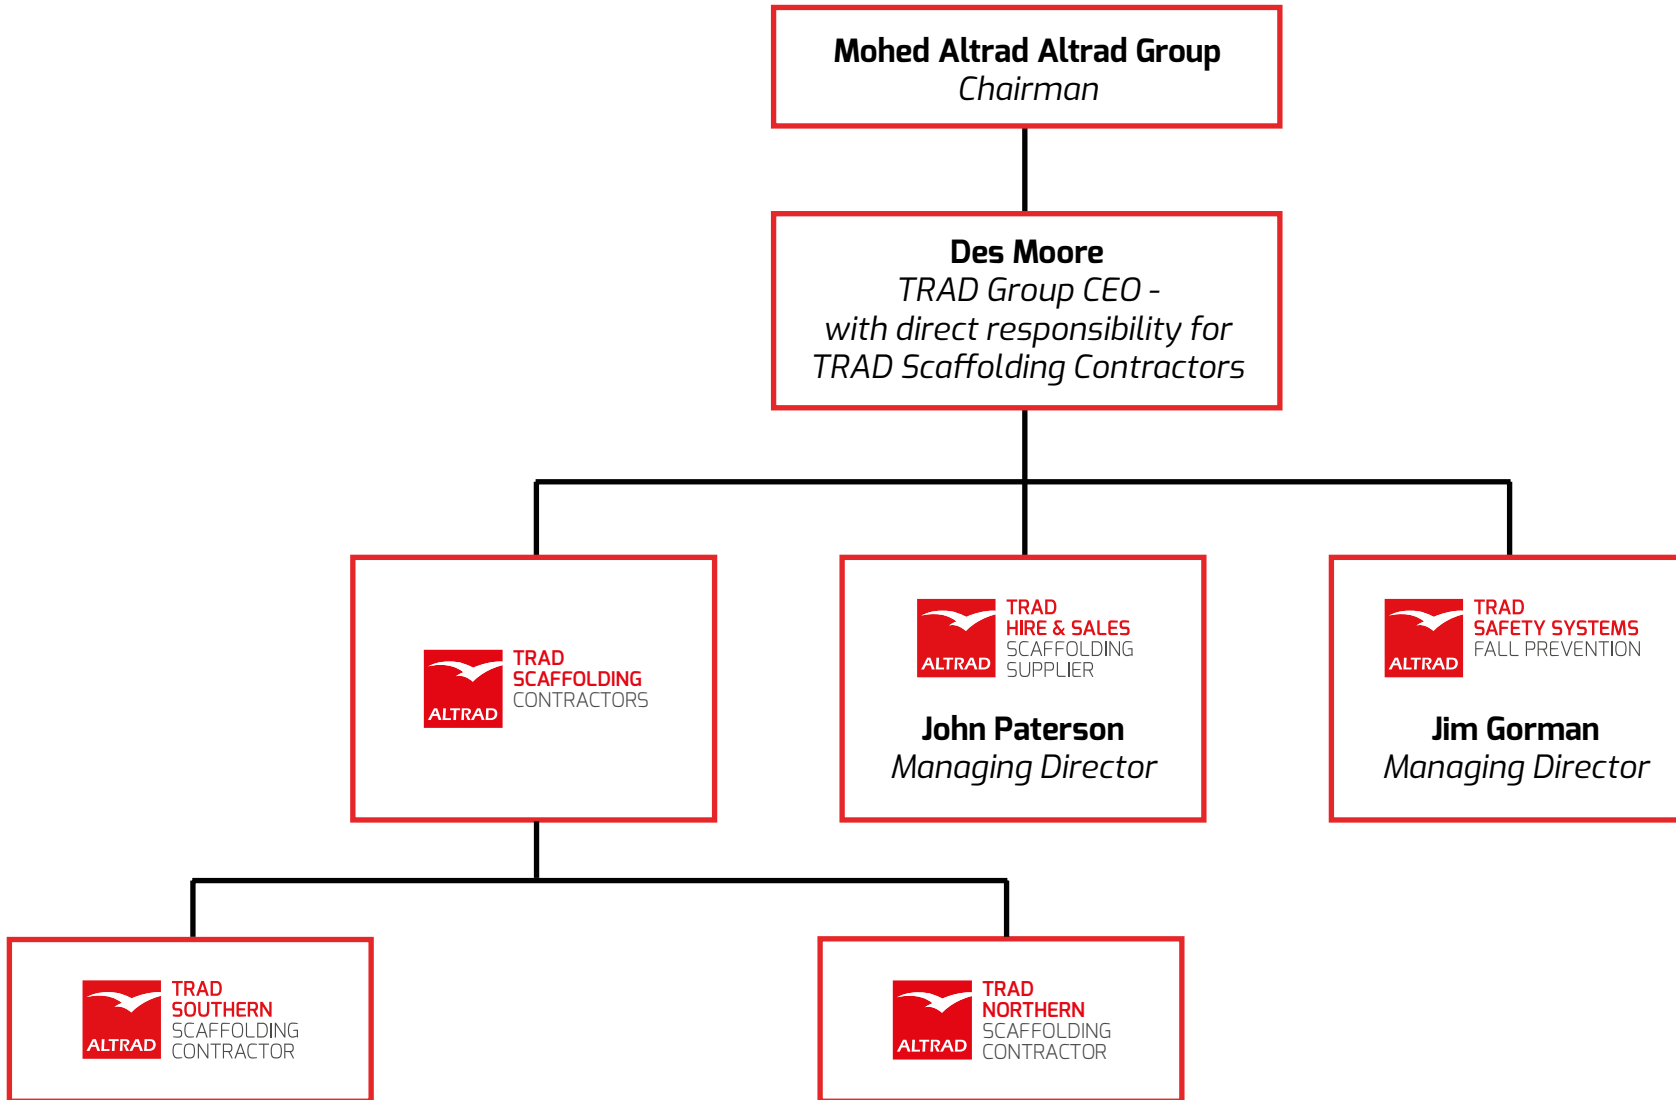 Mohed Altrad Altrad Group
Chairman
Des Moore
TRAD Group CEO -
with direct responsibility for
TRAD Scaffolding Contractors
ALTRAD
TRAD
SCAFFOLDING
CONTRACTORS
ALTRAD
TRAD
HIRE & SALES
SCAFFOLDING
SUPPLIER
John Paterson
Managing Director
ALTRAD
TRAD
SAFETY SYSTEMS
FALL PREVENTION
Jim Gorman
Managing Director
ALTRAD
TRAD
SOUTHERN
SCAFFOLDING
CONTRACTOR
ALTRAD
TRAD
NORTHERN
SCAFFOLDING
CONTRACTOR